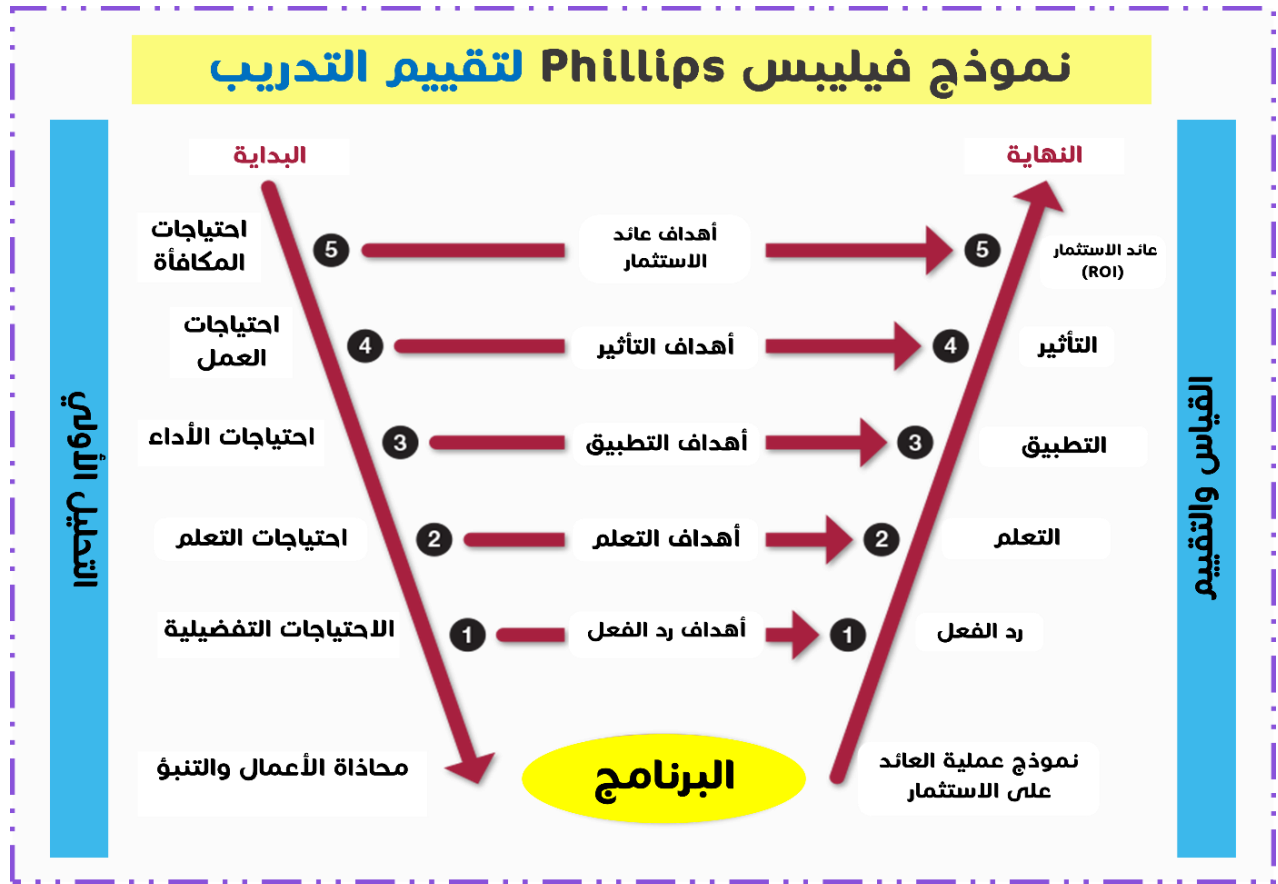 نموذج فيليبس Phillips لتقييم التدريب
النهاية
البداية
عائد الاستثمار
(ROI)
5
أهداف عائد
الاستثمار
5
احتياجات
المكافأة
التأثير
4
أهداف التأثير
4
احتياجات
العمل
التطبيق
3
أهداف التطبيق
3
احتياجات الأداء
التعلم
2
أهداف التعلم
2
احتياجات التعلم
رد الفعل
1
أهداف رد الفعل
1
الاحتياجات التفضيلية
نموذج عملية العائد
على الاستثمار
البرنامج
محاذاة الأعمال والتنبؤ
القياس والتقييم
التحليل الأولي